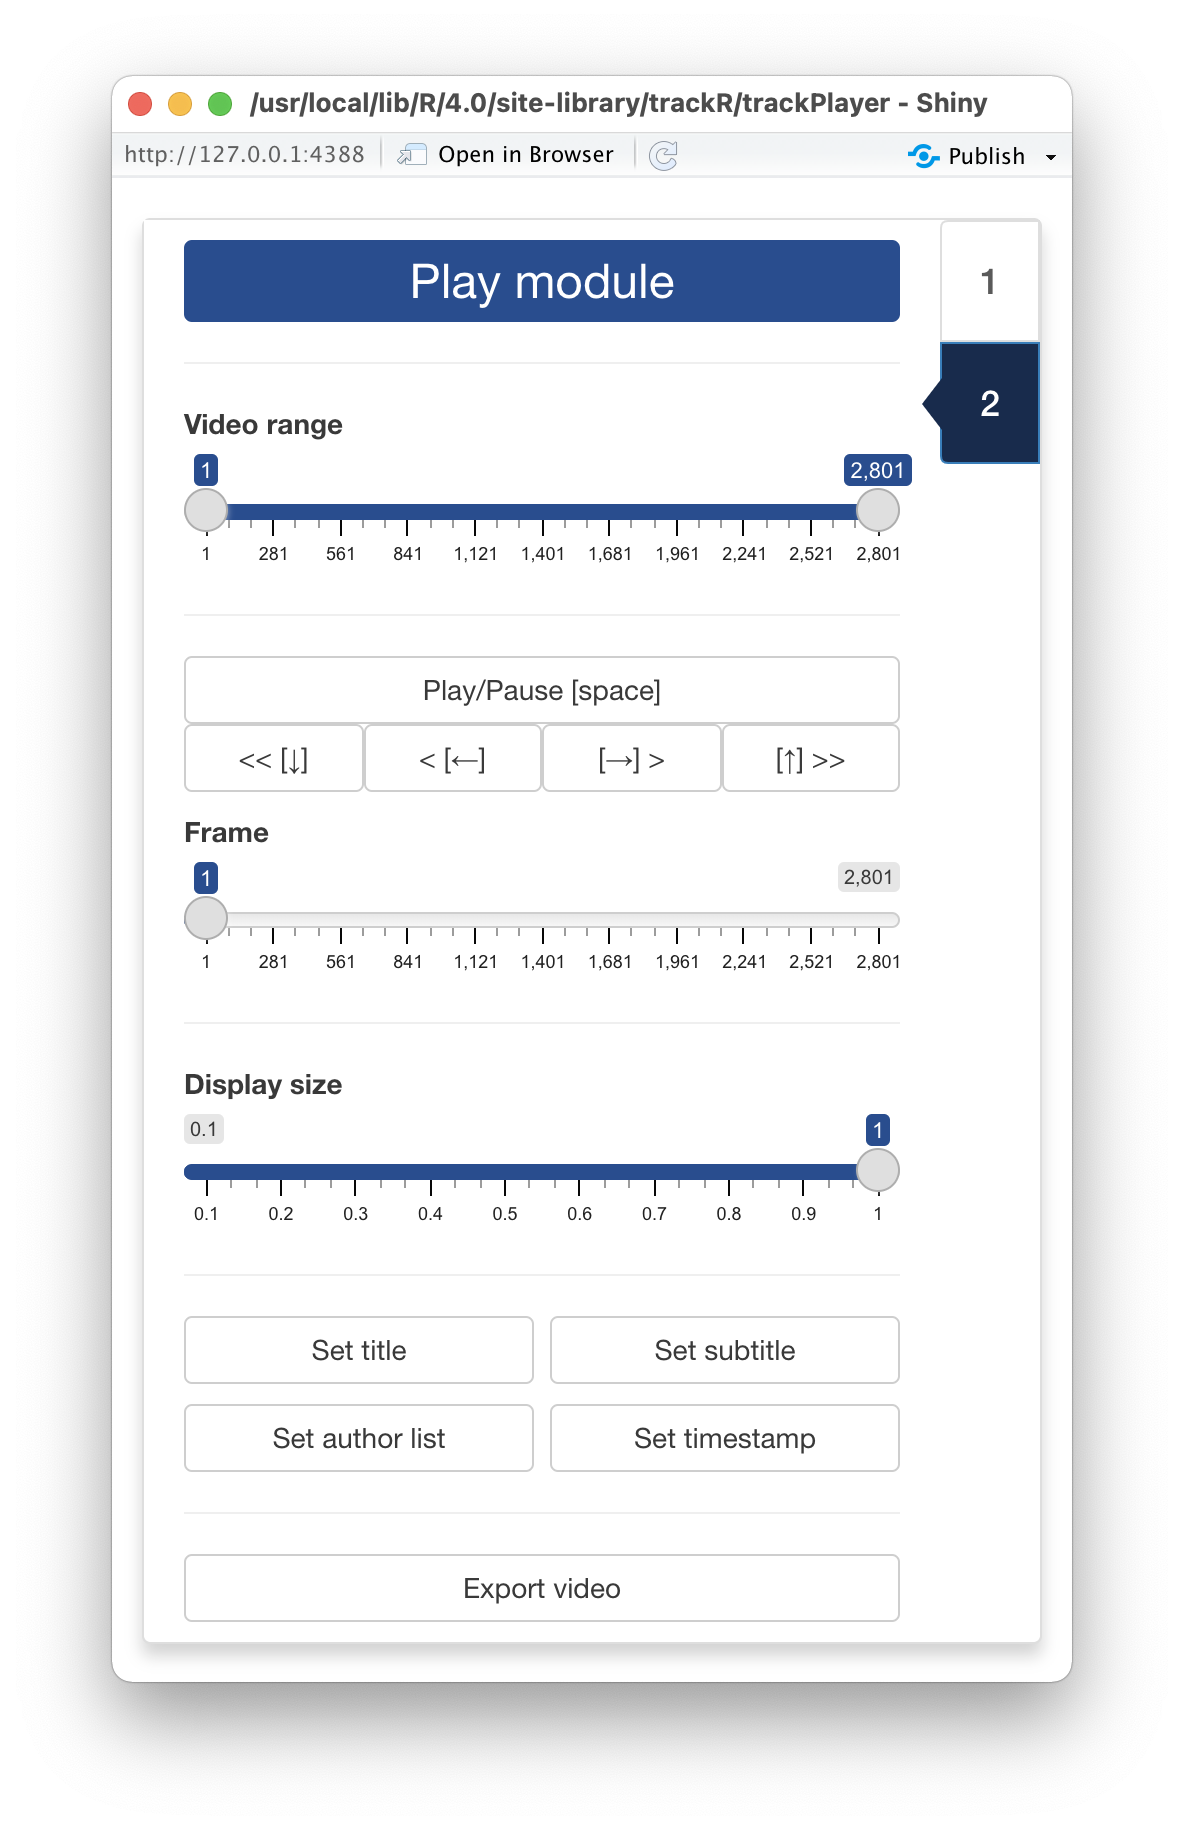 /usr/local/lib/R/4.0/site-library/trackR/trackPlayer - Shiny
http://127.0.0.1:4388 Open in Browser Publish
Play module
1
2
Video range
1 2,801
1 281 561 841 1,121 1,401 1,681 1,961 2,241 2,521 2,801
Play/Pause [space]
<< [↓] < [←] [→] > [↑] >>
Frame
1 2,801
1 281 561 841 1,121 1,401 1,681 1,961 2,241 2,521 2,801
Display size
0.1 1
0.1 0.2 0.3 0.4 0.5 0.6 0.7 0.8 0.9 1
Set title Set subtitle
Set author list Set timestamp
Export video